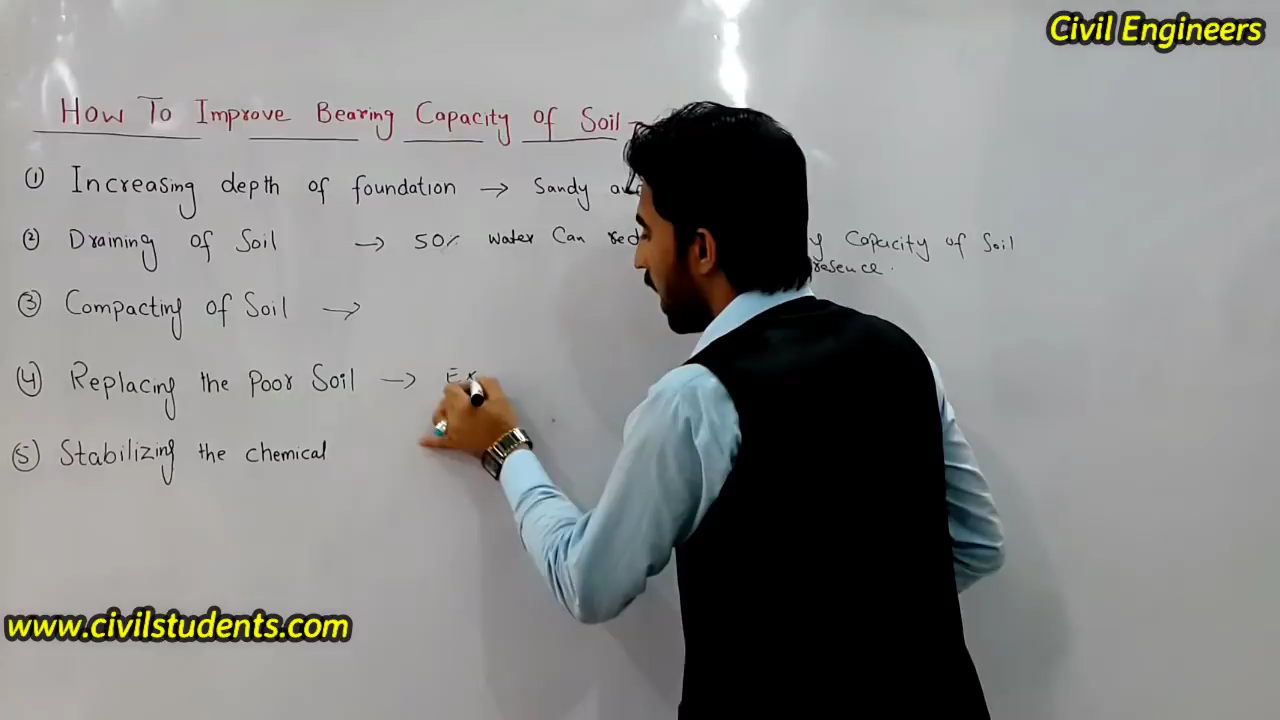 Civil Engineers
How To Improve Bearing Capacity of Soil
① Increasing depth of foundation → Sandy
② Draining of Soil → 50% water Can Capacity of Soil
③ Compacting of Soil →
④ Replacing the Poor Soil → Ex
⑤ Stabilizing the chemical
www.civilstudents.com